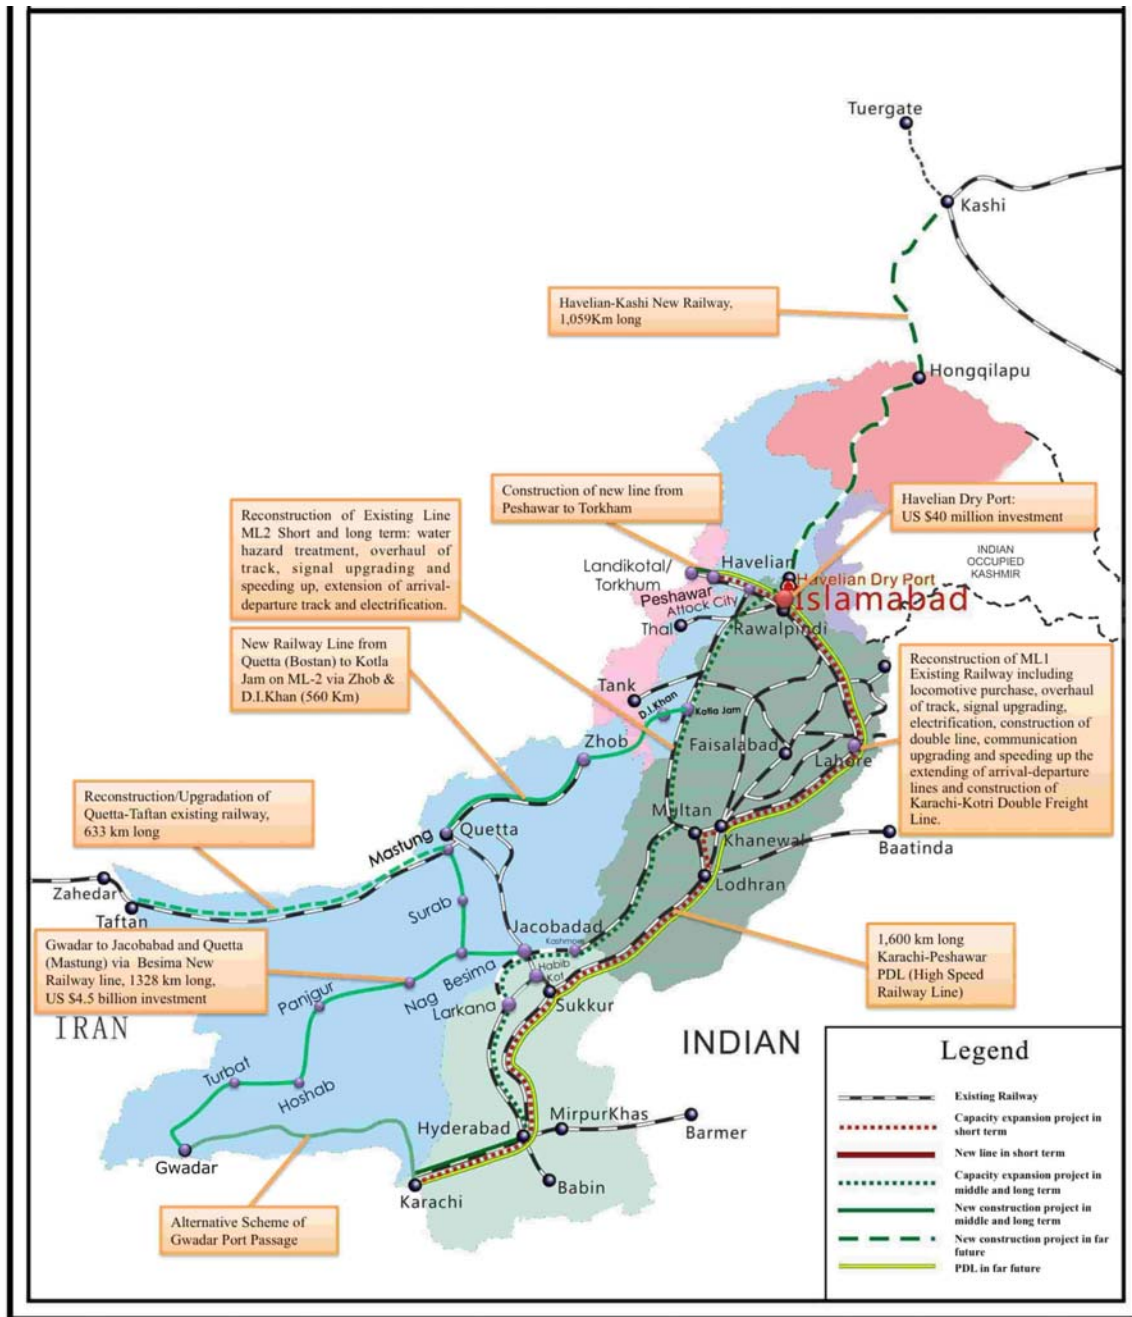 Tuergate
Kashi
Havelian-Kashi New Railway,
1,059Km long
Hongqilapu
Construction of new line from
Peshawar to Torkham
Havelian Dry Port:
US $40 million investment
Reconstruction of Existing Line
ML2 Short and long term: water
hazard treatment, overhaul of
track, signal upgrading and
speeding up, extension of arrival-
departure track and electrification.
INDIAN
OCCUPIED
KASHMIR
Landikotal/
Torkhum
Havelian
Havelian Dry Port
Islamabad
Peshawar
Attock City
Thal
Rawalpindi
New Railway Line from
Quetta (Bostan) to Kotla
Jam on ML-2 via Zhob &
D.I.Khan (560 Km)
Reconstruction of ML1
Existing Railway including
locomotive purchase, overhaul
of track, signal upgrading,
electrification, construction of
double line, communication
upgrading and speeding up the
extending of arrival-departure
lines and construction of
Karachi-Kotri Double Freight
Line.
Tank
D.I.Khan
Kotla Jam
Zhob
Faisalabad
Lahore
Reconstruction/Upgradation of
Quetta-Taftan existing railway,
633 km long
Multan
Mastung
Quetta
Khanewal
Baatinda
Lodhran
Zahedar
Taftan
Surab
Jacobadad
Kashmore
Gwadar to Jacobabad and Quetta
(Mastung) via Besima New
Railway line, 1328 km long,
US $4.5 billion investment
1,600 km long
Karachi-Peshawar
PDL (High Speed
Railway Line)
Habib
Kot
Besima
Nag
Panjgur
Larkana
Sukkur
IRAN
INDIAN
Turbat
Hoshab
Hyderabad
MirpurKhas
Barmer
Gwadar
Karachi
Babin
Alternative Scheme of
Gwadar Port Passage
Legend
Existing Railway
Capacity expansion project in
short term
New line in short term
Capacity expansion project in
middle and long term
New construction project in
middle and long term
New construction project in far
future
PDL in far future